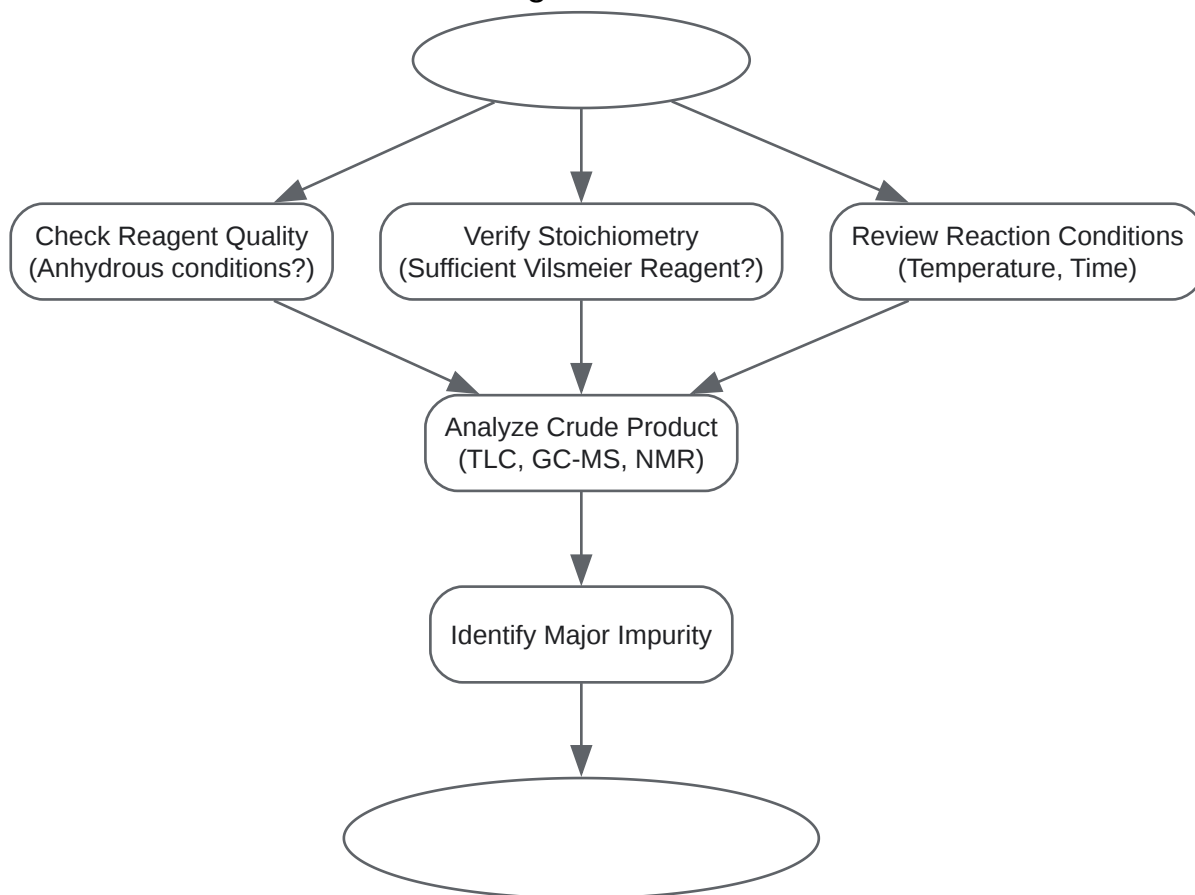 Check Reagent Quality
(Anhydrous conditions?)
Verify Stoichiometry
(Sufficient Vilsmeier Reagent?)
Review Reaction Conditions
(Temperature, Time)
Analyze Crude Product
(TLC, GC-MS, NMR)
Identify Major Impurity